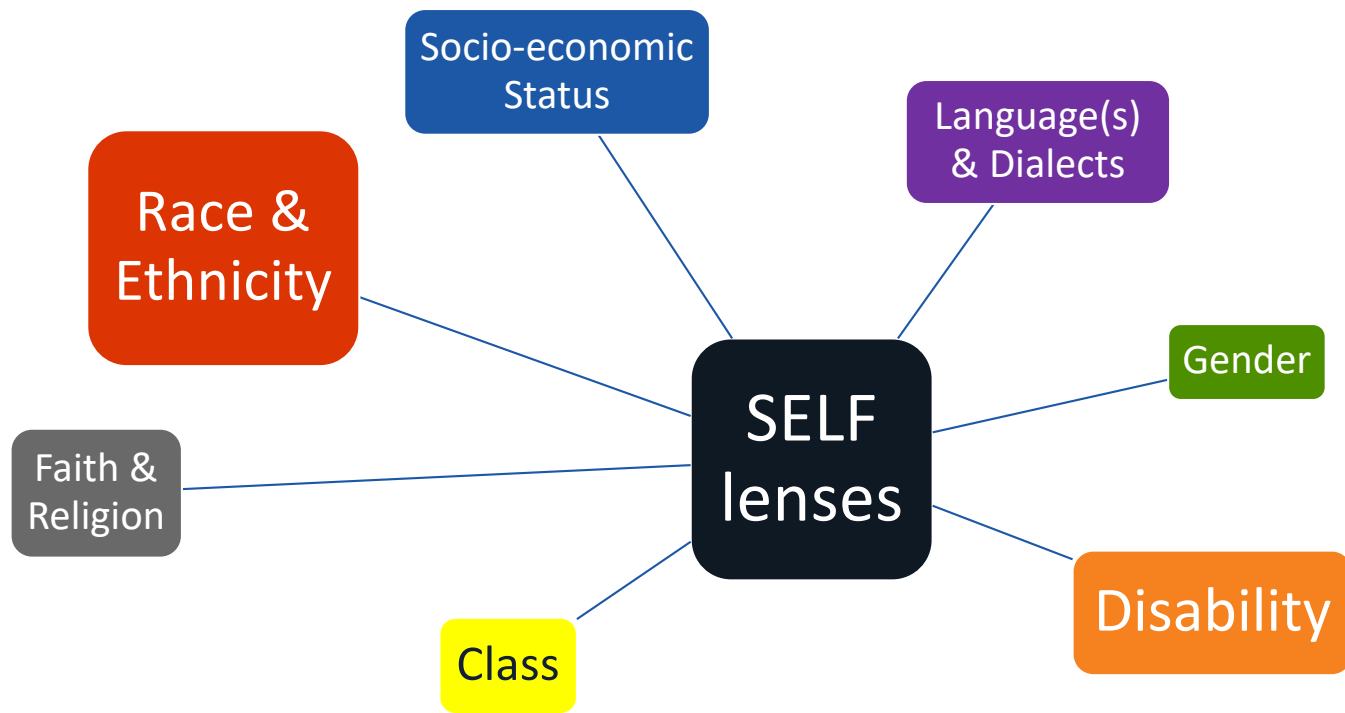 Socio-economic
Status
Language(s)
& Dialects
Race &
Ethnicity
Gender
SELF
lenses
Faith &
Religion
Disability
Class